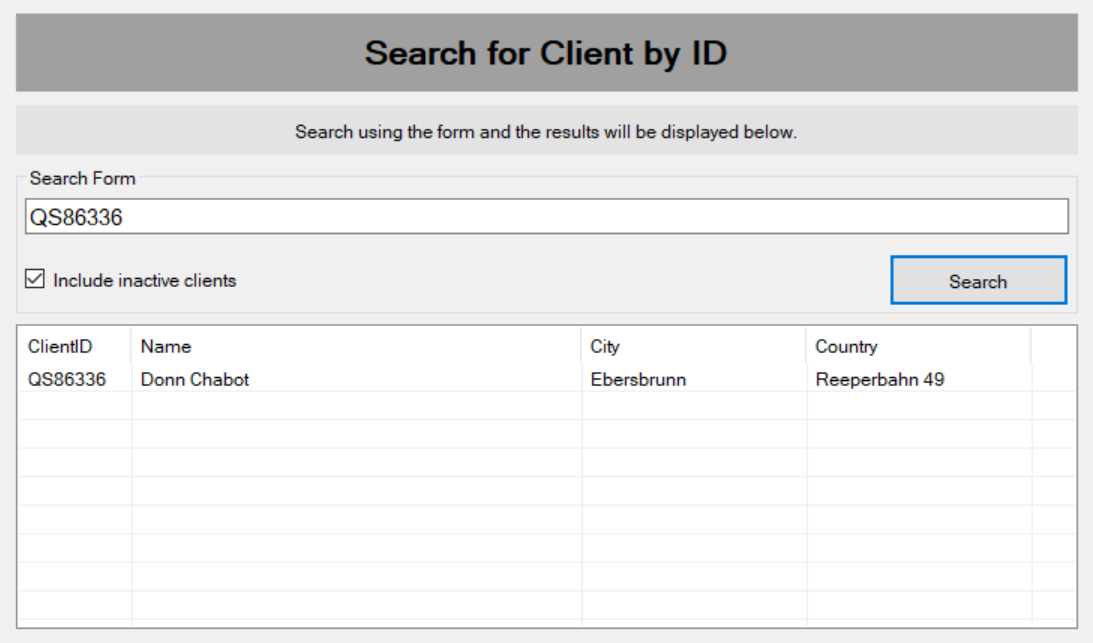 Search for Client by ID
Search using the form and the results will be displayed below.
Search Form
QS86336
Include inactive clients
Search
ClientID Name City Country
QS86336 Donn Chabot Ebersbrunn Reeperbahn 49